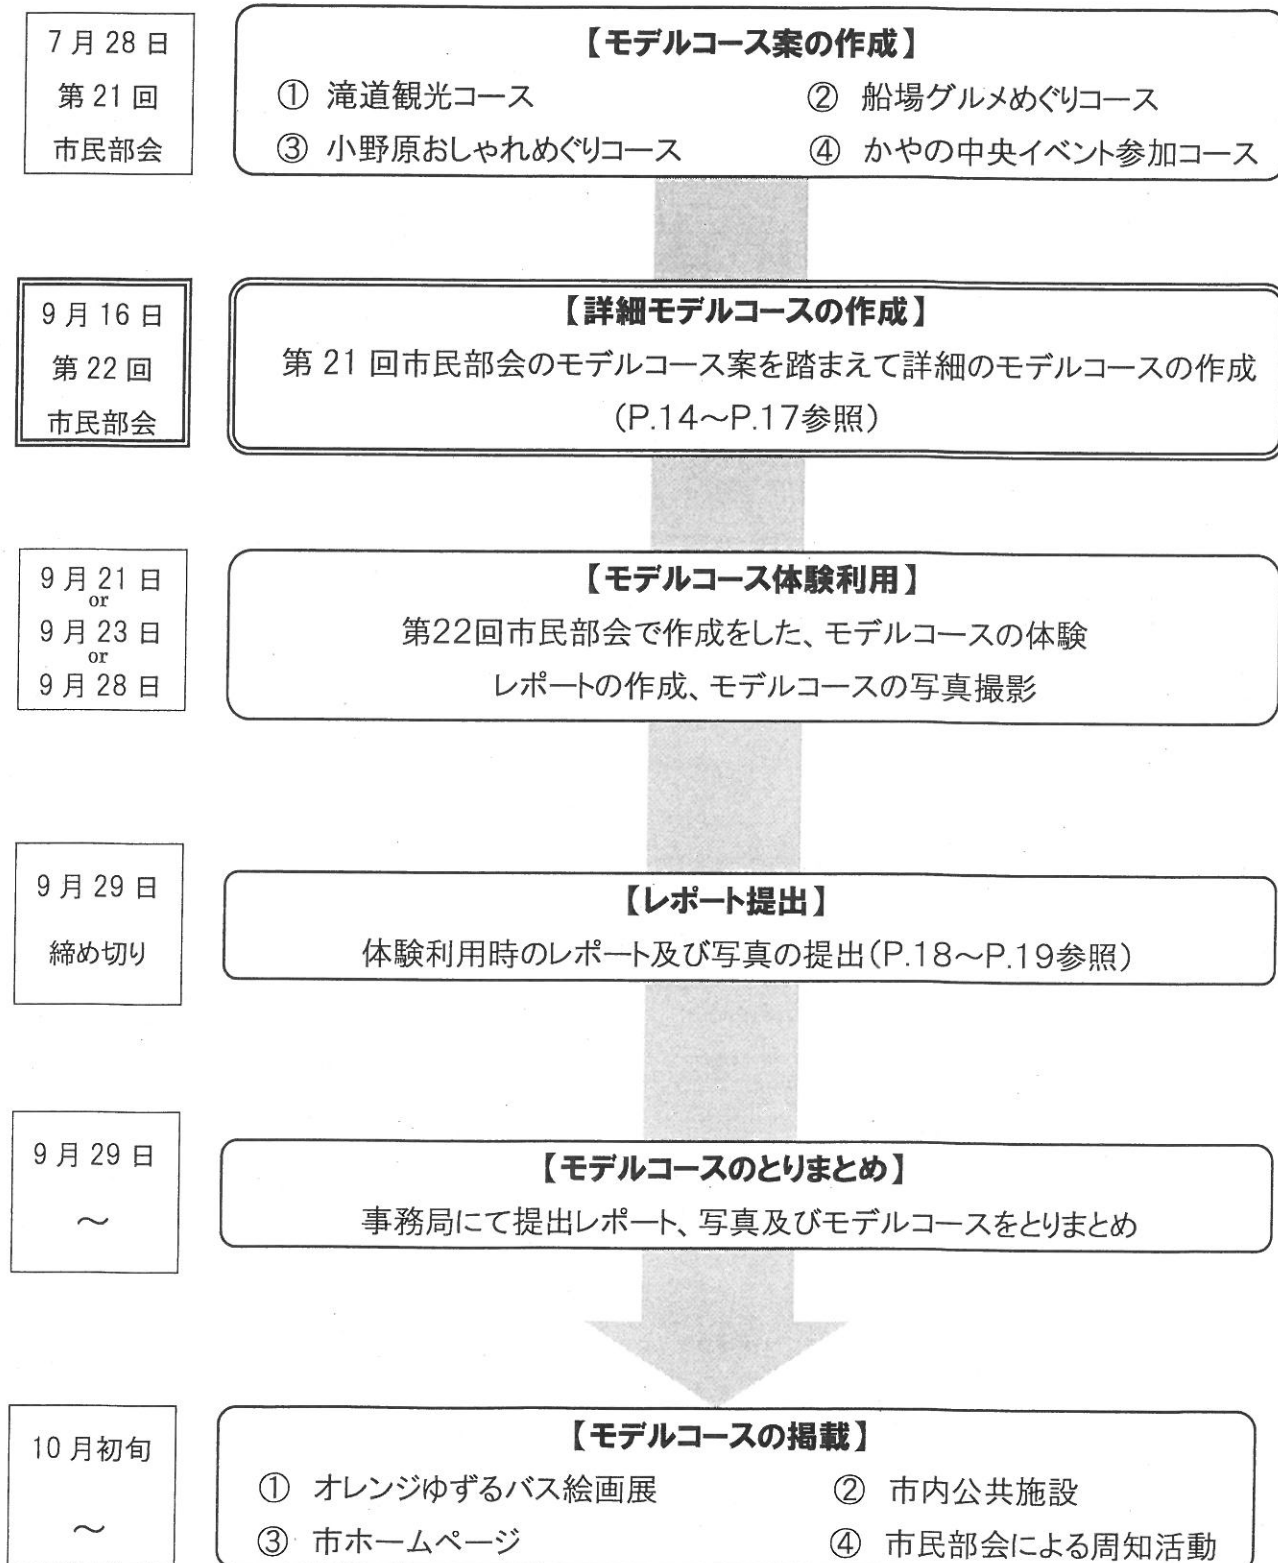 7月28日
第21回
市民部会
【モデルコース案の作成】
① 滝道観光コース
② 船場グルメめぐりコース
③ 小野原おしゃれめぐりコース
④ かやの中央イベント参加コース
9月16日
第22回
市民部会
【詳細モデルコースの作成】
第21回市民部会のモデルコース案を踏まえて詳細のモデルコースの作成
(P.14～P.17参照)
9月21日
or
9月23日
or
9月28日
【モデルコース体験利用】
第22回市民部会で作成をした、モデルコースの体験
レポートの作成、モデルコースの写真撮影
9月29日
締め切り
【レポート提出】
体験利用時のレポート及び写真の提出(P.18～P.19参照)
9月29日
～
【モデルコースのとりまとめ】
事務局にて提出レポート、写真及びモデルコースをとりまとめ
10月初旬
～
【モデルコースの掲載】
① オレンジゆずるバス絵画展
② 市内公共施設
③ 市ホームページ
④ 市民部会による周知活動